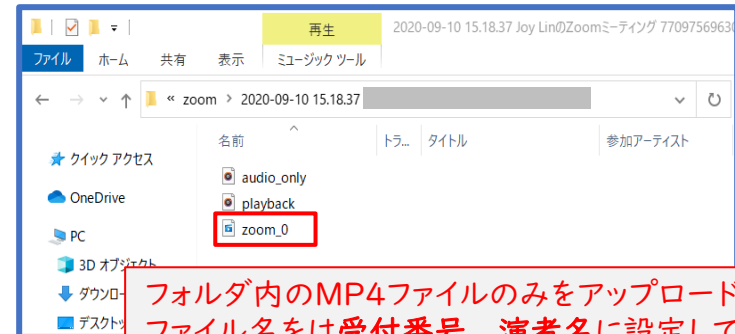 再生
2020-09-10 15.18.37 Joy LinのZoomミーティング 7709756963
ファイル ホーム 共有 表示 ミュージック ツール
« zoom › 2020-09-10 15.18.37
名前 トラ... タイトル 参加アーティスト
クイック アクセス
audio_only
OneDrive
playback
PC
zoom_0
3D オブジェクト
ダウンロー
デスクトッ
フォルダ内のMP4ファイルのみをアップロード
ファイル名をは受付番号 演者名に設定して